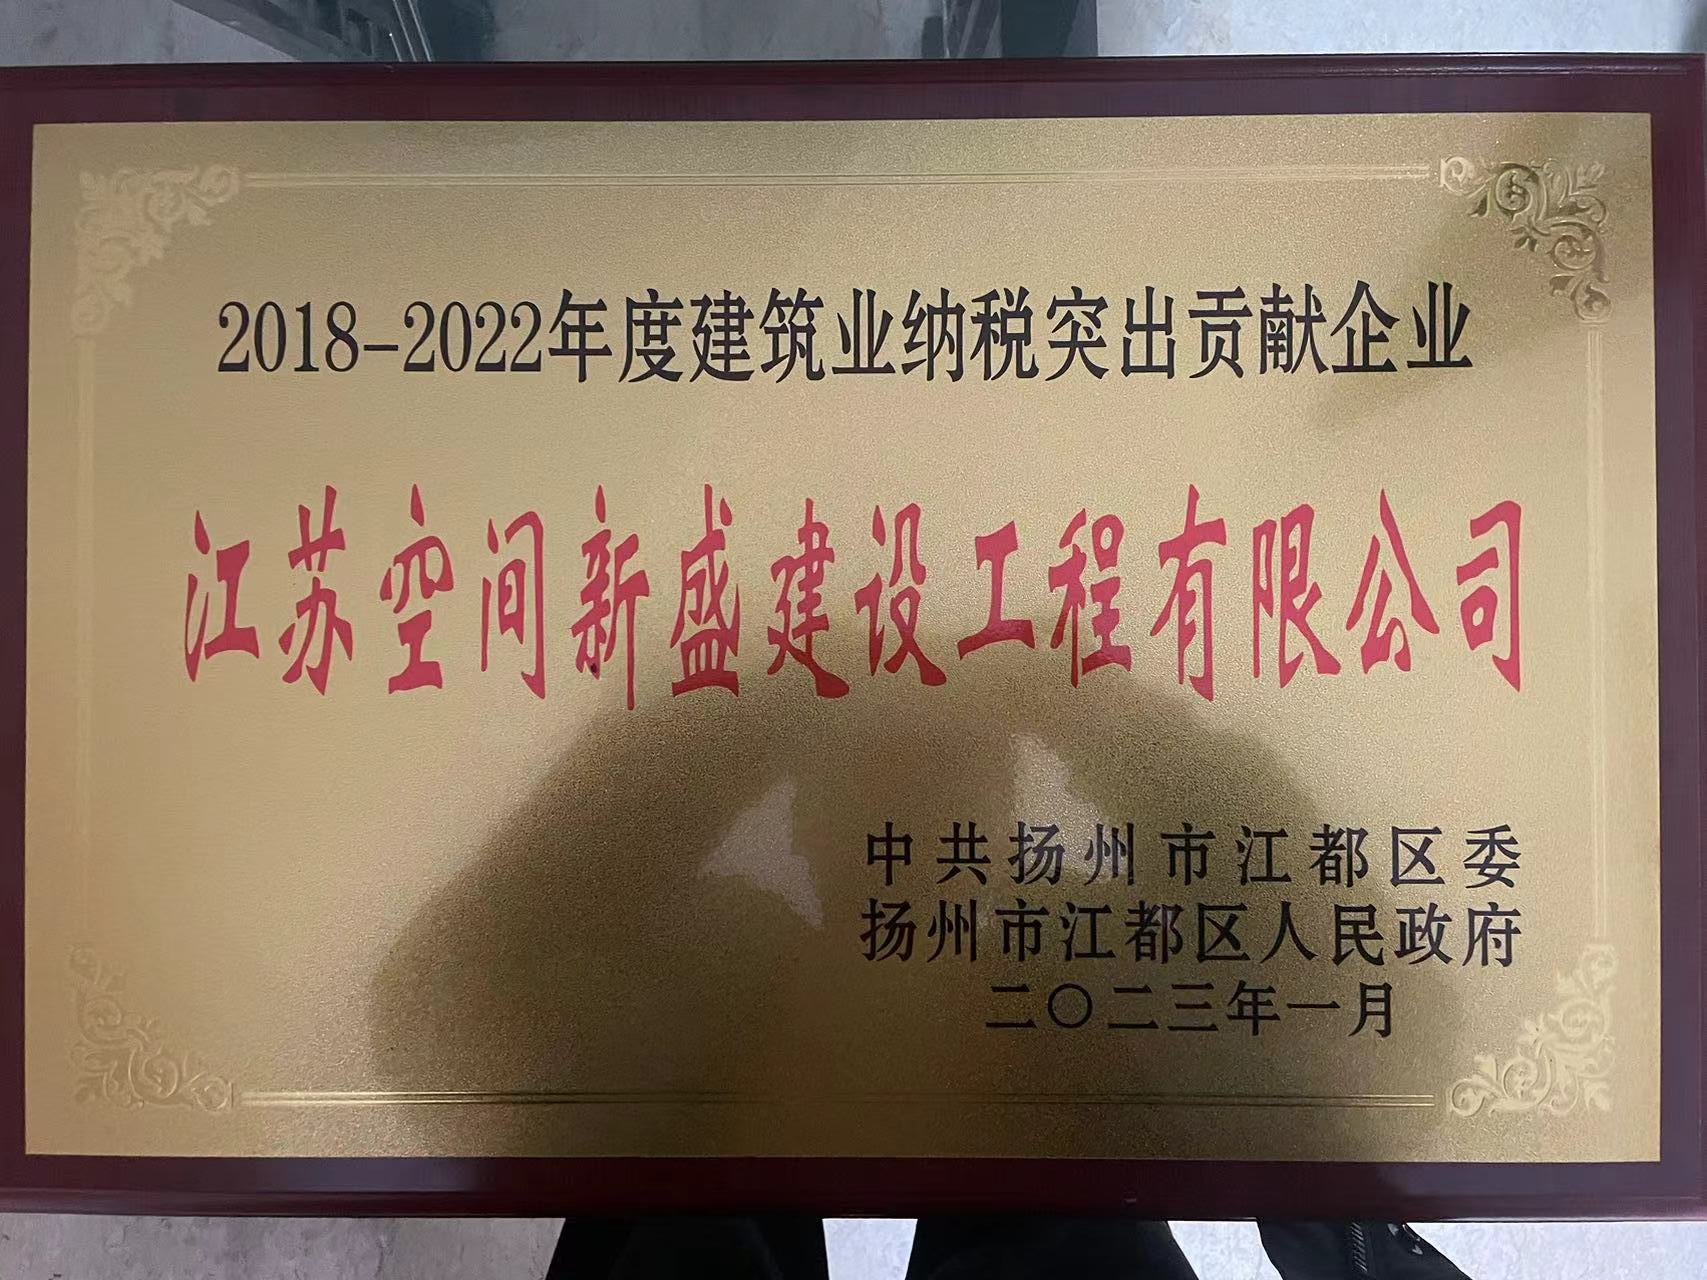 2018-2022年度建筑业纳税突出贡献企业
江苏空间新盛建设工程有限公司
中共扬州市江都区委
扬州市江都区人民政府
二〇二三年一月